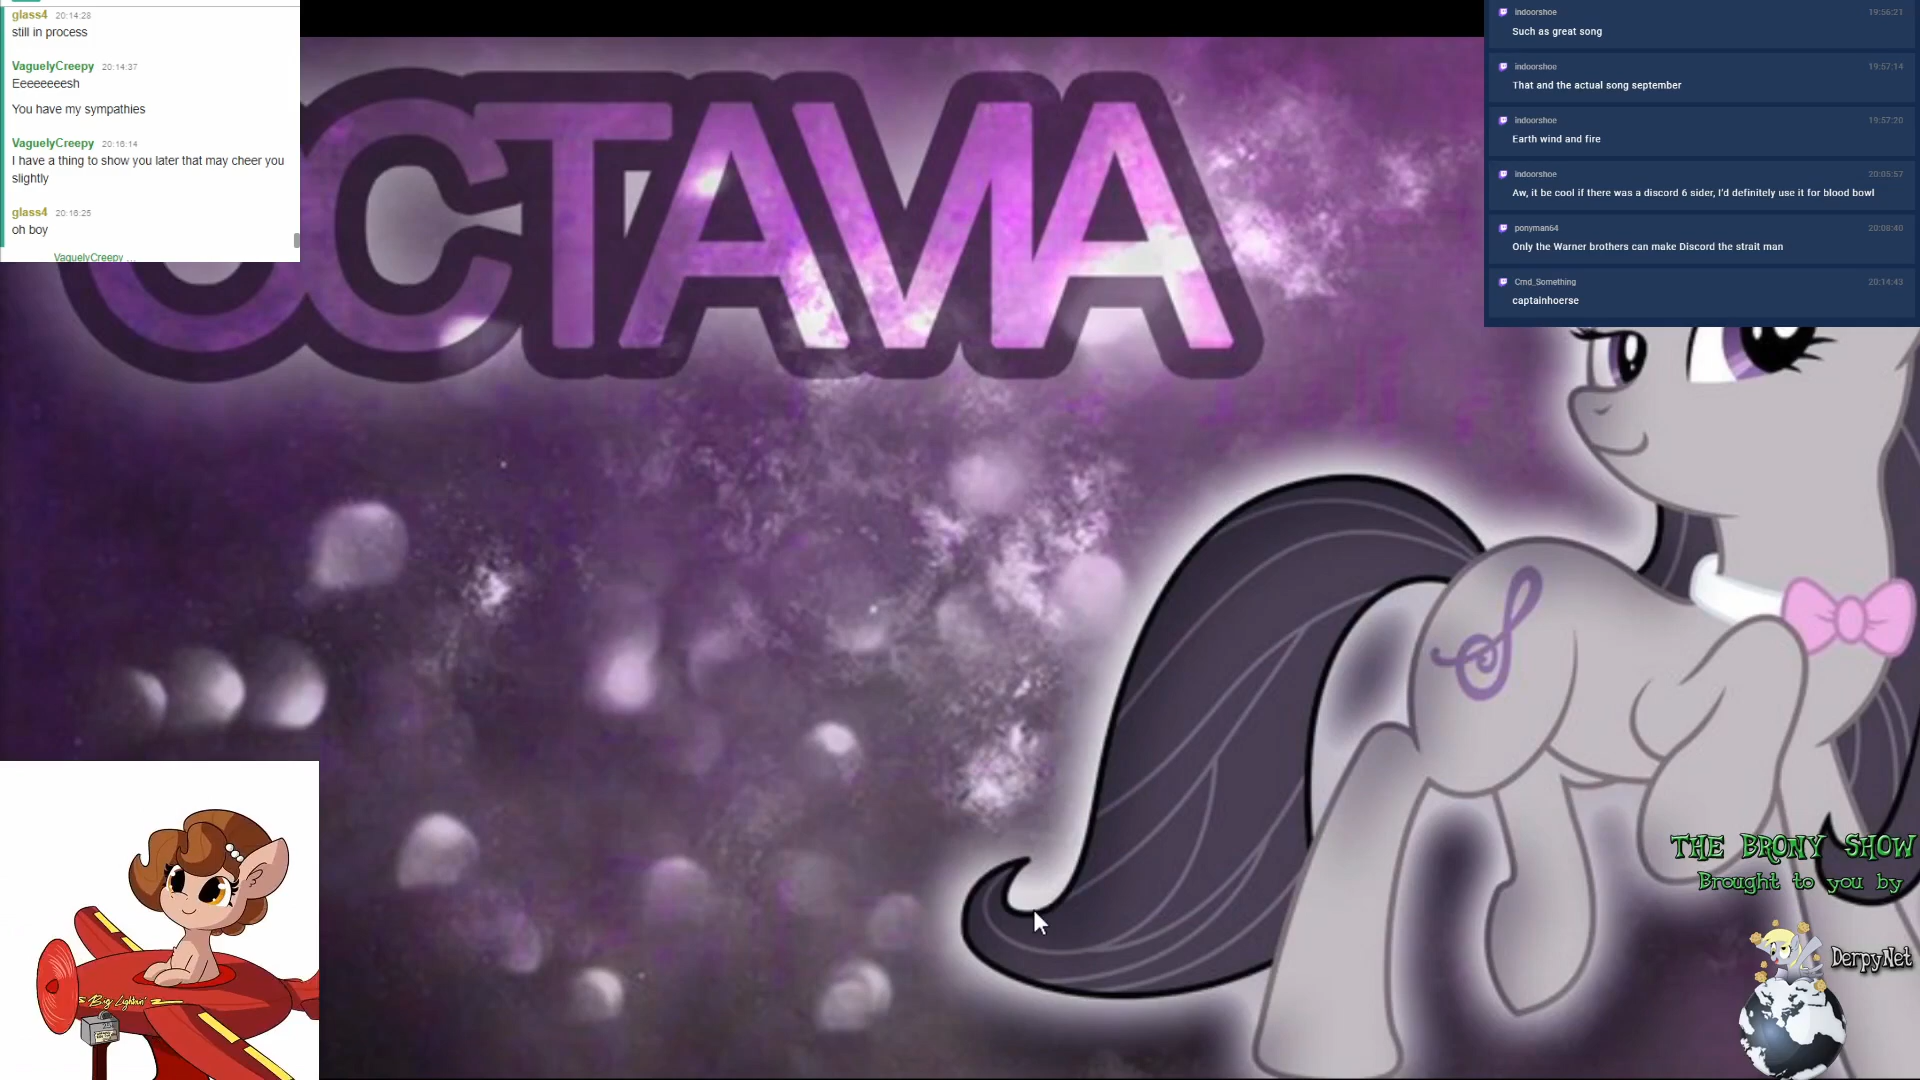 glass4 20:14:28
still in process
VaguelyCreepy 20:14:37
Eeeeeeeesh
You have my sympathies
VaguelyCreepy 20:16:14
I have a thing to show you later that may cheer you
slightly
glass4 20:16:25
oh boy
VaguelyCreepy ...
OCTAVIA
indoorshoe 19:56:21
Such as great song
indoorshoe 19:57:14
That and the actual song september
indoorshoe 19:57:20
Earth wind and fire
indoorshoe 20:05:57
Aw, it be cool if there was a discord 6 sider, I'd definitely use it for blood bowl
ponyman64 20:08:40
Only the Warner brothers can make Discord the strait man
Cmd_Something 20:14:43
captainhoerse
Big Lightnin'
THE BRONY SHOW
Brought to you by
DerpyNet